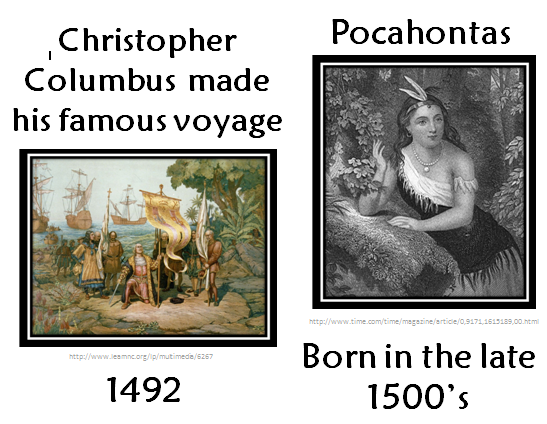 Christopher
Columbus made
his famous voyage
http://www.learnnc.org/lp/mutimedia/6267
1492
Pocahontas
http://www.time.com/time/magazine/article/0,9171,1615189,00.html
Born in the late
1500's